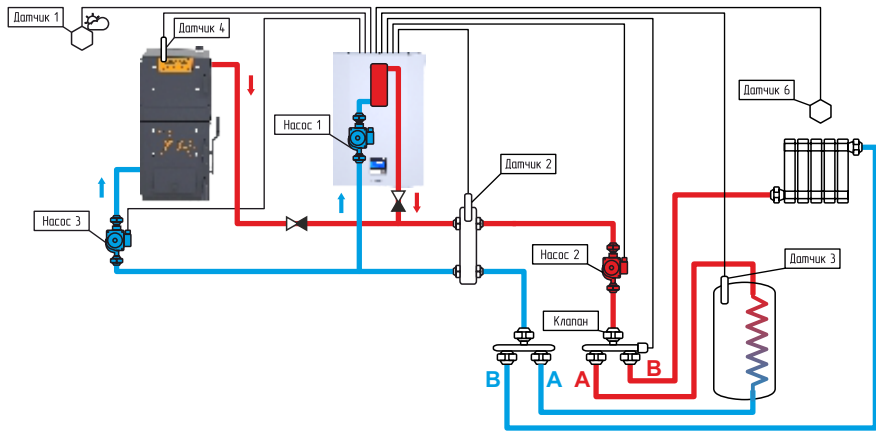 Датчик 1
Датчик 4
Датчик 6
Насос 1
Датчик 2
Насос 3
Насос 2
Датчик 3
Клапан
B
A
A
B